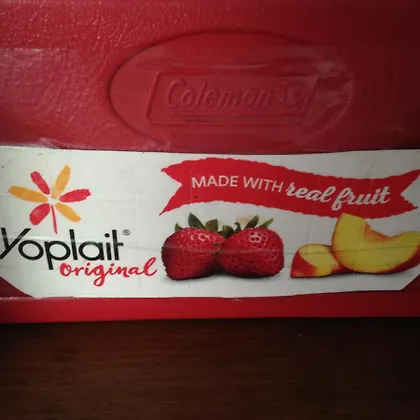 Coleman®
MADE WITH real fruit
Yoplait®
original